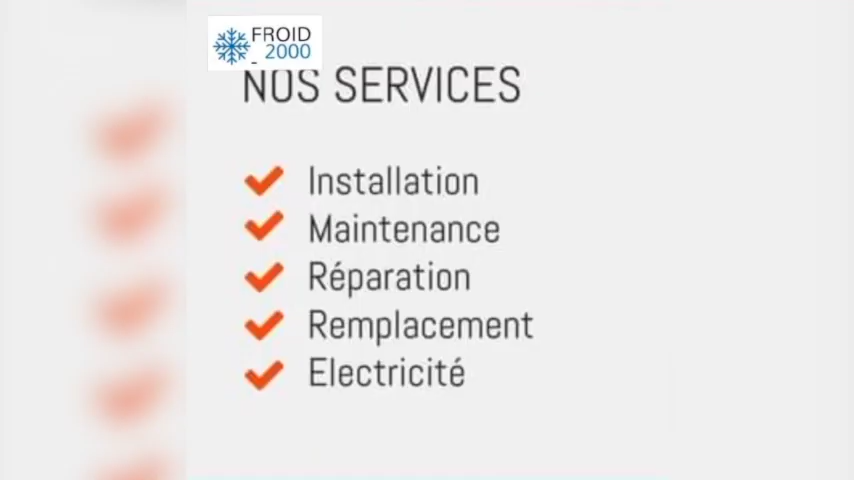 FROID
2000
NOS SERVICES
Installation
Maintenance
Réparation
Remplacement
Electricité